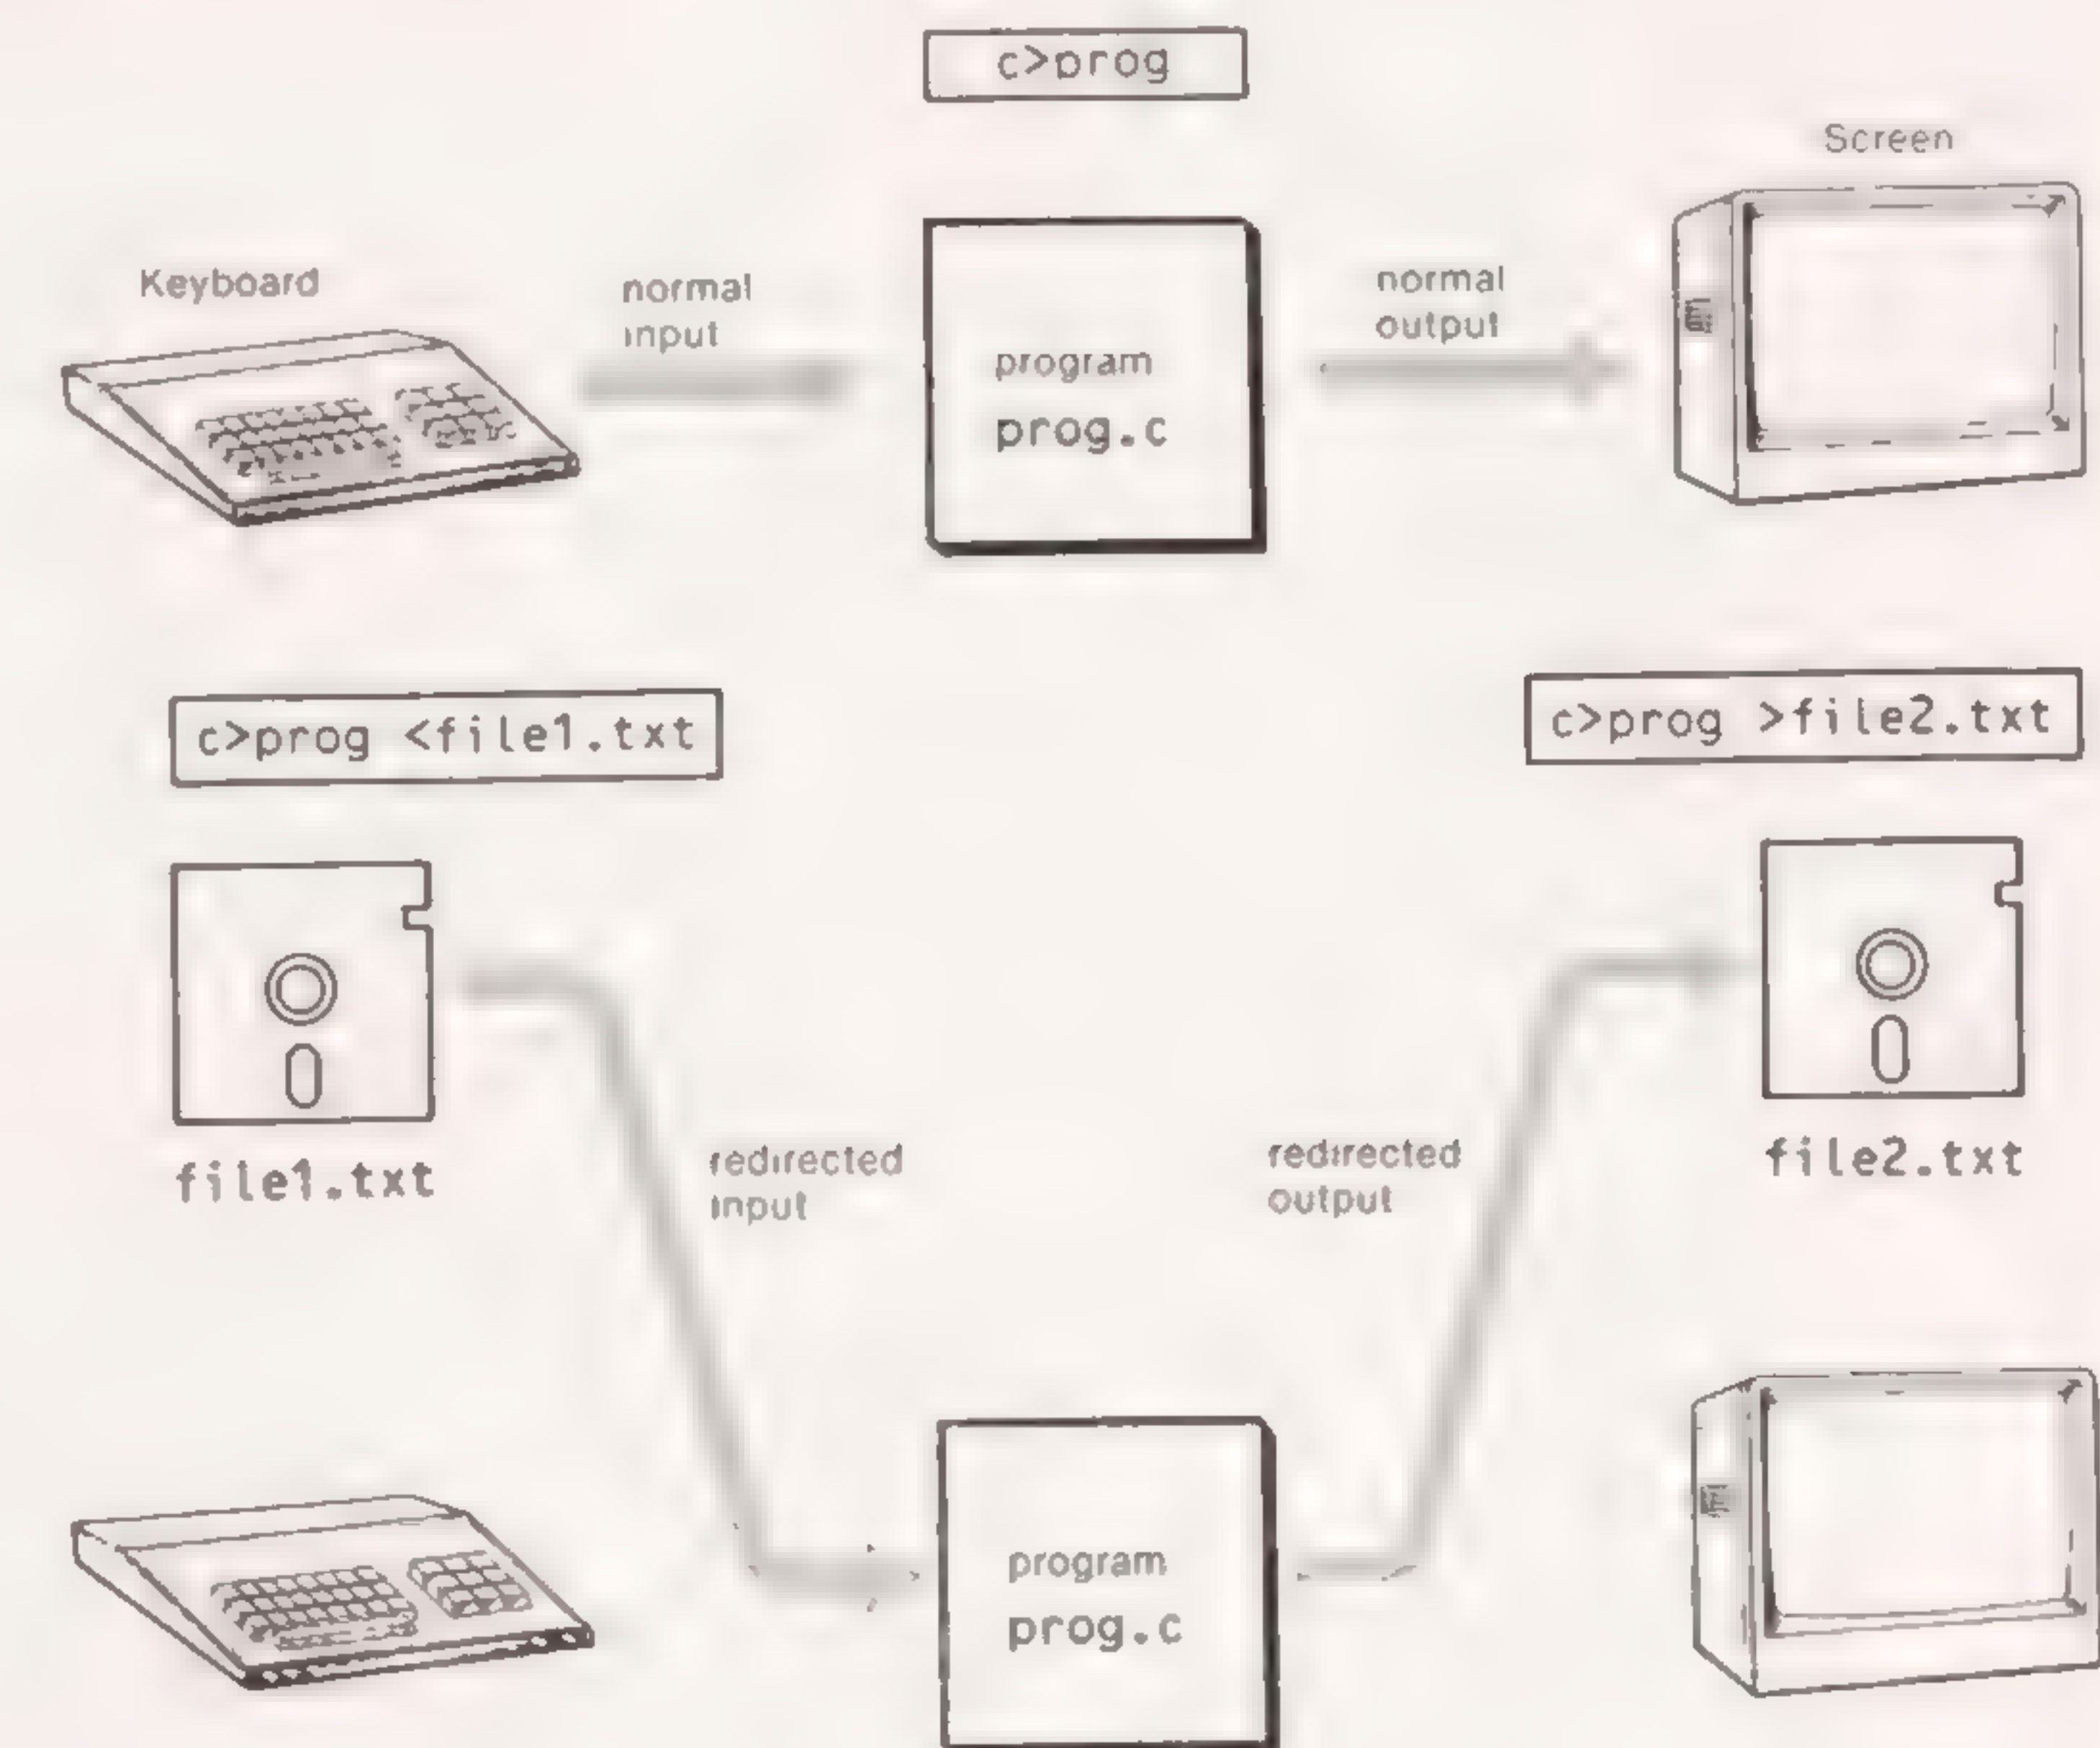 c>prog
Screen
Keyboard
normal
input
normal
output
program
prog.c
c>prog <file1.txt
c>prog >file2.txt
file1.txt
file2.txt
redirected
input
redirected
output
program
prog.c